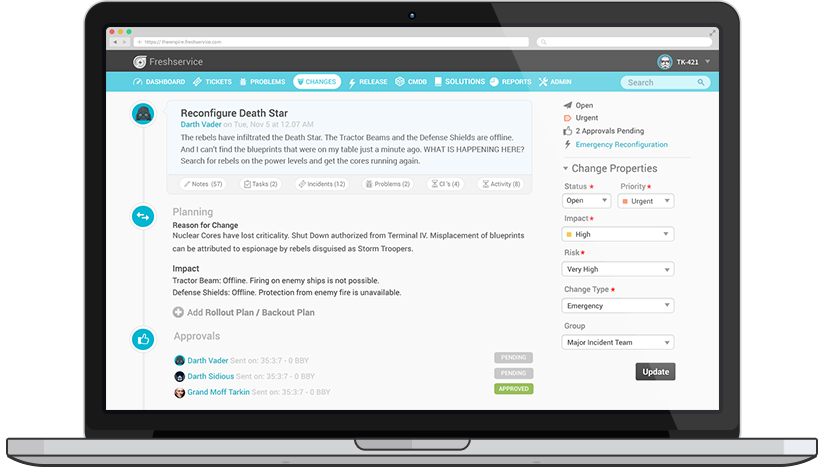 https://theempire.freshservice.com
Freshservice
TK-421
DASHBOARD TICKETS PROBLEMS CHANGES RELEASE CMDB SOLUTIONS REPORTS ADMIN
Search
Reconfigure Death Star
Darth Vader on Tue, Nov 5 at 12.07 AM
The rebels have infiltrated the Death Star. The Tractor Beams and the Defense Shields are offline.
And I can't find the blueprints that were on my table just a minute ago. WHAT IS HAPPENING HERE?
Search for rebels on the power levels and get the cores running again.
Notes (57) Tasks (2) Incidents (12) Problems (2) CI's (4) Activity (8)
Planning
Reason for Change
Nuclear Cores have lost criticality. Shut Down authorized from Terminal IV. Misplacement of blueprints
can be attributed to espionage by rebels disguised as Storm Troopers.
Impact
Tractor Beam: Offline. Firing on enemy ships is not possible.
Defense Shields: Offline. Protection from enemy fire is unavailable.
Add Rollout Plan / Backout Plan
Approvals
Darth Vader Sent on: 35:3:7 - 0 BBY PENDING
Darth Sidious Sent on: 35:3:7 - 0 BBY PENDING
Grand Moff Tarkin Sent on: 35:3:7 - 0 BBY APPROVED
Open
Urgent
2 Approvals Pending
Emergency Reconfiguration
Change Properties
Status * Priority *
Open Urgent
Impact*
High
Risk*
Very High
Change Type *
Emergency
Group
Major Incident Team
Update